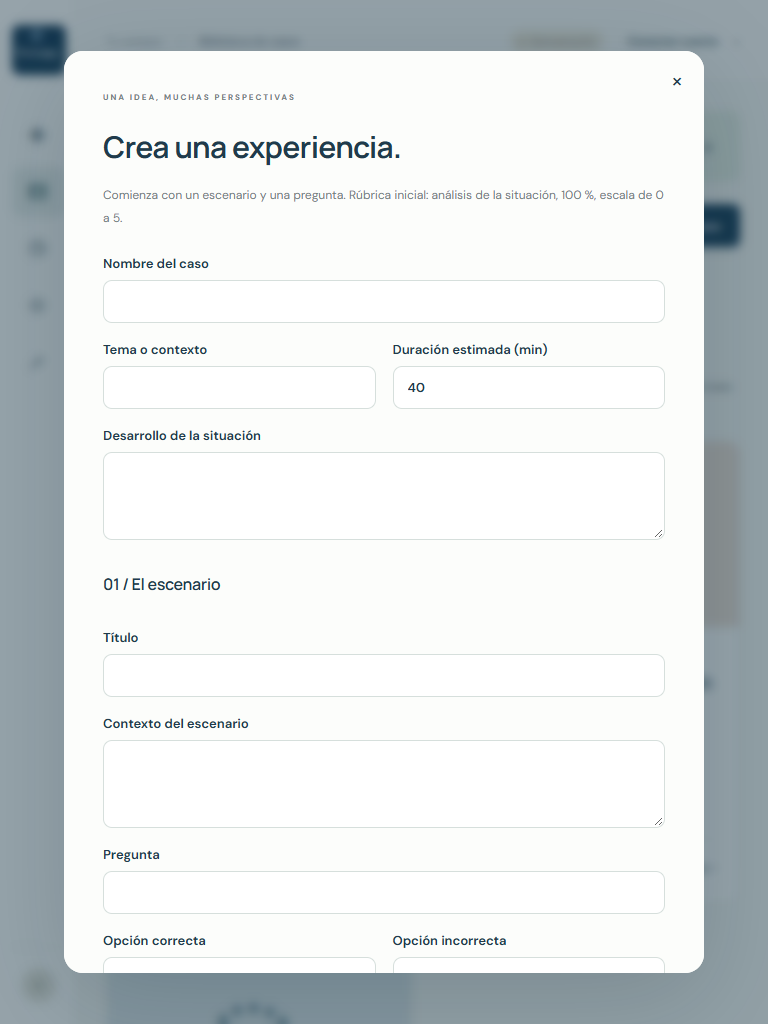 UNA IDEA, MUCHAS PERSPECTIVAS
Crea una experiencia.
Comienza con un escenario y una pregunta. Rúbrica inicial: análisis de la situación, 100 %, escala de 0
a 5.
Nombre del caso
Tema o contexto
Duración estimada (min)
40
Desarrollo de la situación
01 / El escenario
Título
Contexto del escenario
Pregunta
Opción correcta
Opción incorrecta